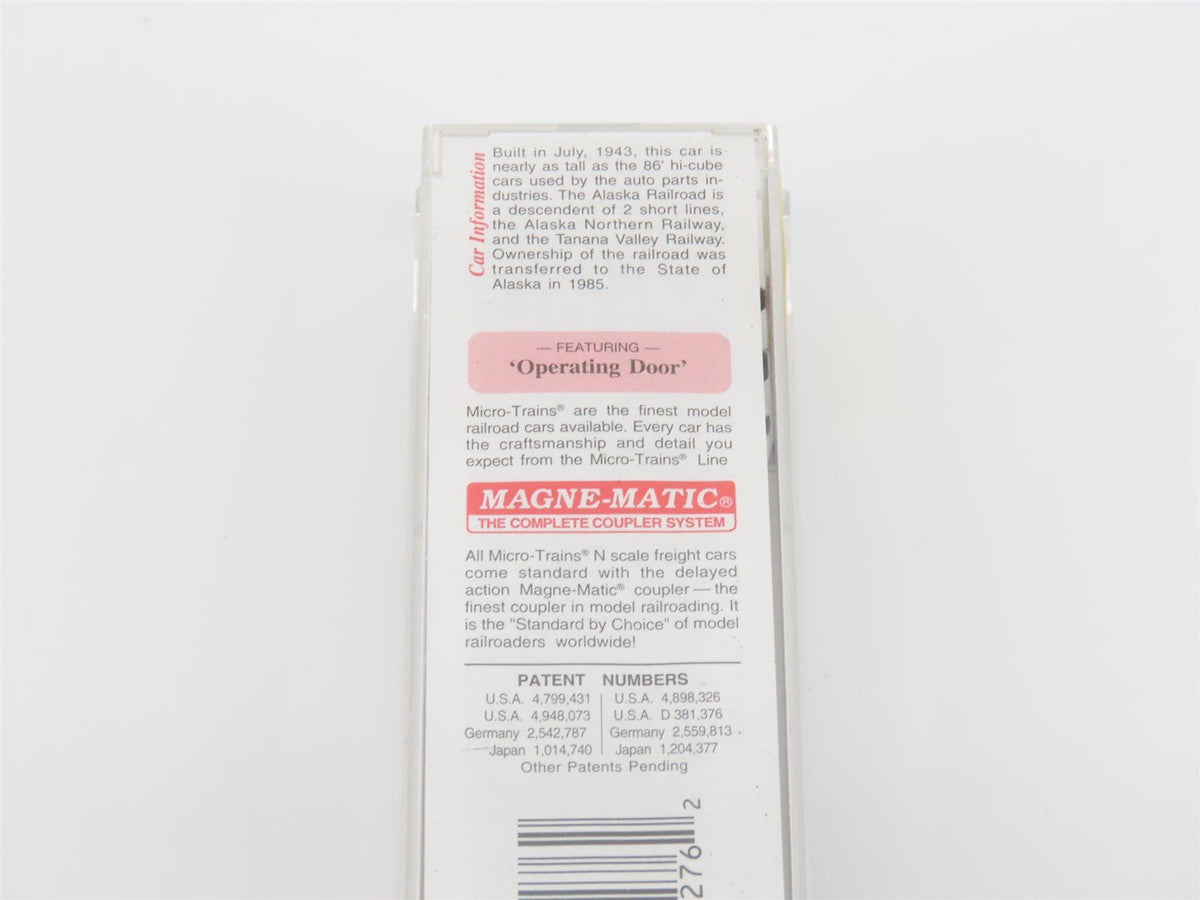 Car Information
Built in July, 1943, this car is
nearly as tall as the 86' hi-cube
cars used by the auto parts in-
dustries. The Alaska Railroad is
a descendent of 2 short lines,
the Alaska Northern Railway,
and the Tanana Valley Railway.
Ownership of the railroad was
transferred to the State of
Alaska in 1985.
— FEATURING —
‘Operating Door’
Micro-Trains® are the finest model
railroad cars available. Every car has
the craftsmanship and detail you
expect from the Micro-Trains® Line
MAGNE-MATIC®
THE COMPLETE COUPLER SYSTEM
All Micro-Trains® N scale freight cars
come standard with the delayed
action Magne-Matic® coupler — the
finest coupler in model railroading. It
is the "Standard by Choice" of model
railroaders worldwide!
PATENT NUMBERS
U.S.A. 4,799,431 U.S.A. 4,898,326
U.S.A. 4,948,073 U.S.A. D 381,376
Germany 2,542,787 Germany 2,559,813
Japan 1,014,740 Japan 1,204,377
Other Patents Pending
276 2